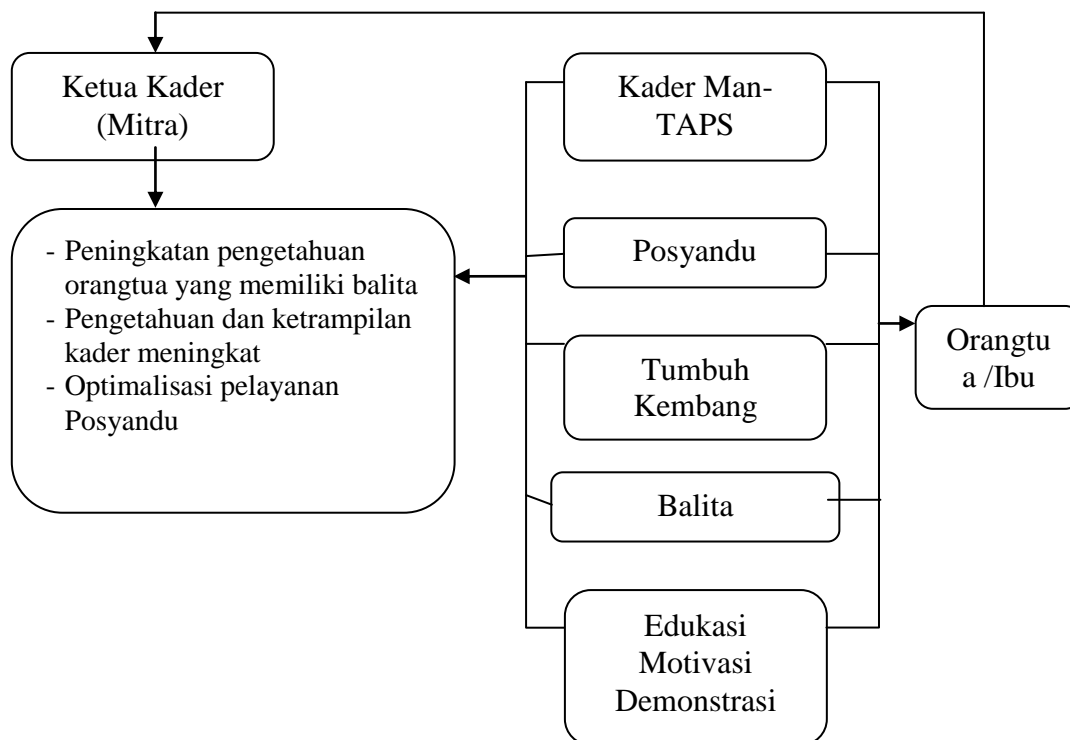 Ketua Kader
(Mitra)
- Peningkatan pengetahuan
orangtua yang memiliki balita
- Pengetahuan dan ketrampilan
kader meningkat
- Optimalisasi pelayanan
Posyandu
Kader Man-
TAPS
Posyandu
Tumbuh
Kembang
Balita
Edukasi
Motivasi
Demonstrasi
Orangtu
a /Ibu